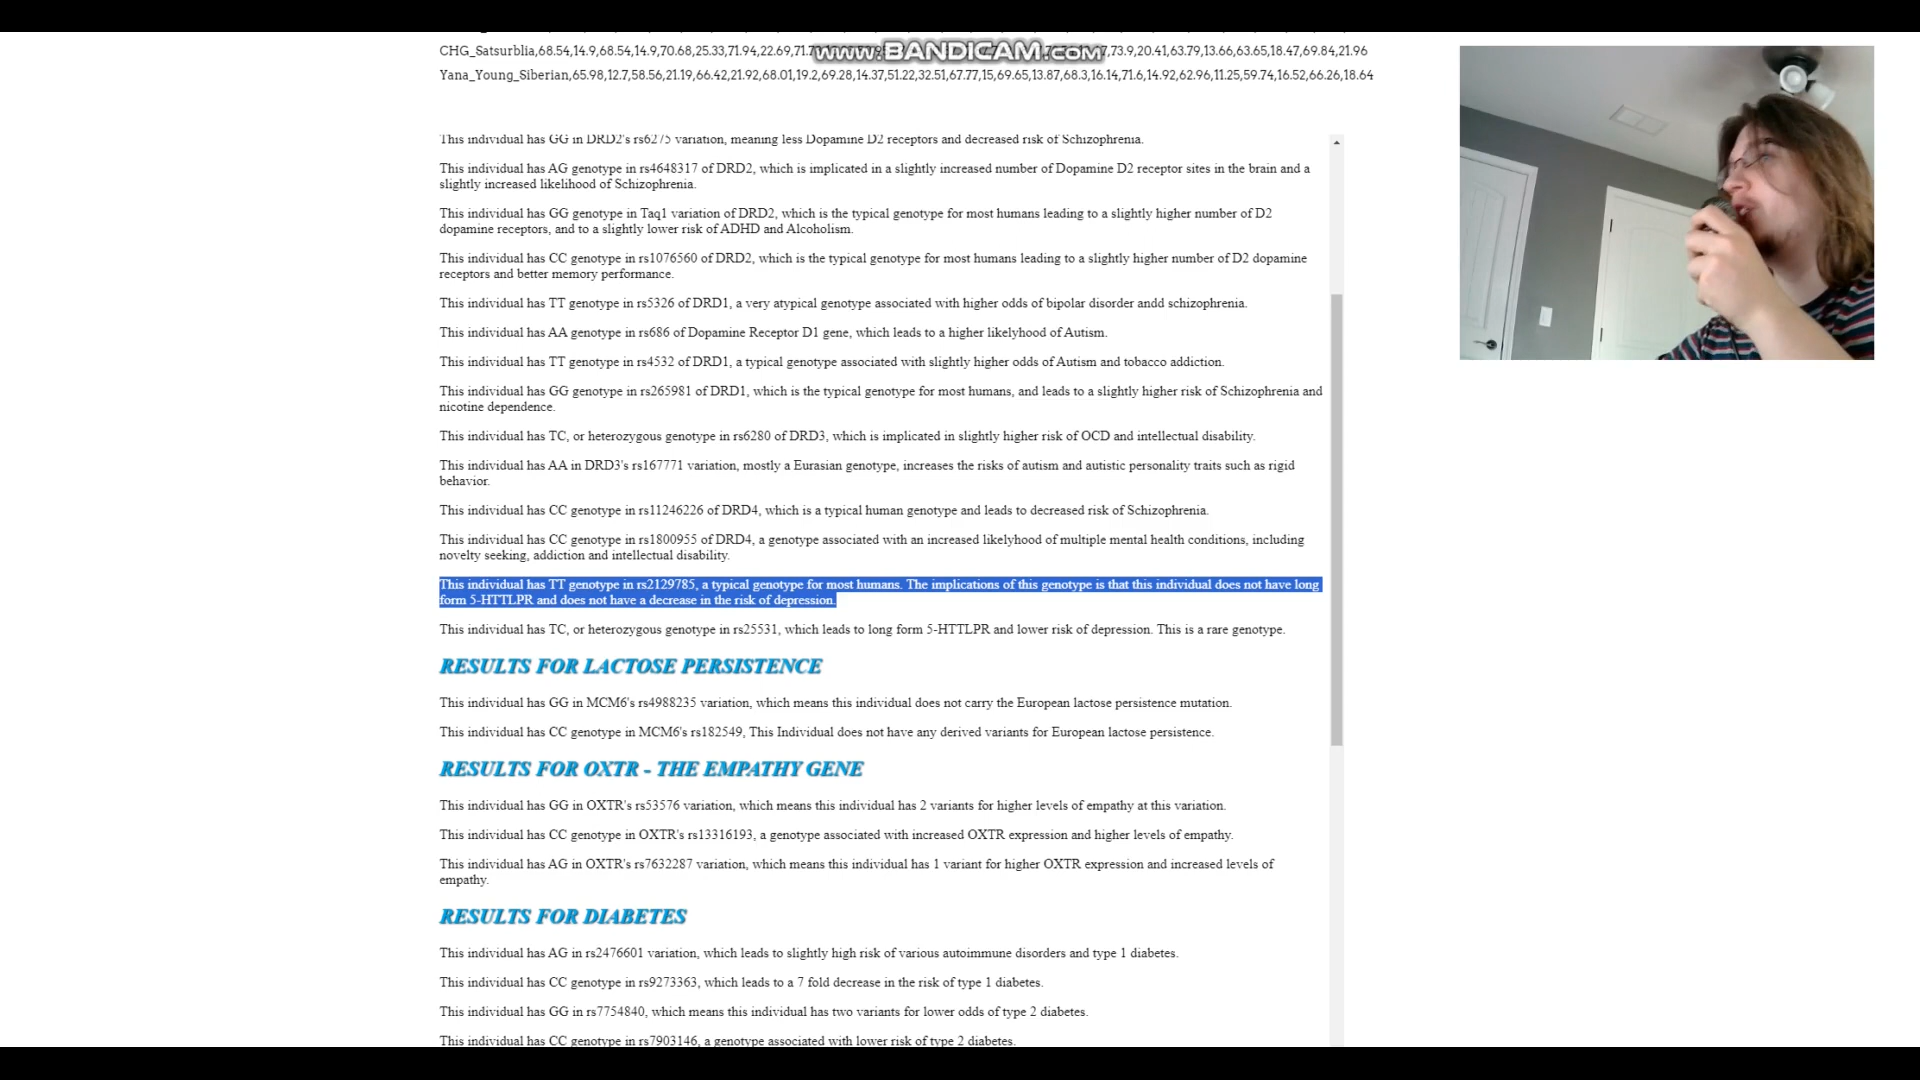 CHG_Satsurblia,68.54,14.9,68.54,14.9,70.68,25.33,71.94,22.69,71. 7,73.9,20.41,63.79,13.66,63.65,18.47,69.84,21.96
www.BANDICAM.com
Yana_Young_Siberian,65.98,12.7,58.56,21.19,66.42,21.92,68.01,19.2,69.28,14.37,51.22,32.51,67.77,15,69.65,13.87,68.3,16.14,71.6,14.92,62.96,11.25,59.74,16.52,66.26,18.64
This individual has GG in DRD2's rs6275 variation, meaning less Dopamine D2 receptors and decreased risk of Schizophrenia.
This individual has AG genotype in rs4648317 of DRD2, which is implicated in a slightly increased number of Dopamine D2 receptor sites in the brain and a
slightly increased likelihood of Schizophrenia.
This individual has GG genotype in Taq1 variation of DRD2, which is the typical genotype for most humans leading to a slightly higher number of D2
dopamine receptors, and to a slightly lower risk of ADHD and Alcoholism.
This individual has CC genotype in rs1076560 of DRD2, which is the typical genotype for most humans leading to a slightly higher number of D2 dopamine
receptors and better memory performance.
This individual has TT genotype in rs5326 of DRD1, a very atypical genotype associated with higher odds of bipolar disorder andd schizophrenia.
This individual has AA genotype in rs686 of Dopamine Receptor D1 gene, which leads to a higher likelyhood of Autism.
This individual has TT genotype in rs4532 of DRD1, a typical genotype associated with slightly higher odds of Autism and tobacco addiction.
This individual has GG genotype in rs265981 of DRD1, which is the typical genotype for most humans, and leads to a slightly higher risk of Schizophrenia and
nicotine dependence.
This individual has TC, or heterozygous genotype in rs6280 of DRD3, which is implicated in slightly higher risk of OCD and intellectual disability.
This individual has AA in DRD3's rs167771 variation, mostly a Eurasian genotype, increases the risks of autism and autistic personality traits such as rigid
behavior.
This individual has CC genotype in rs11246226 of DRD4, which is a typical human genotype and leads to decreased risk of Schizophrenia.
This individual has CC genotype in rs1800955 of DRD4, a genotype associated with an increased likelyhood of multiple mental health conditions, including
novelty seeking, addiction and intellectual disability.
This individual has TT genotype in rs2129785, a typical genotype for most humans. The implications of this genotype is that this individual does not have long
form 5-HTTLPR and does not have a decrease in the risk of depression.
This individual has TC, or heterozygous genotype in rs25531, which leads to long form 5-HTTLPR and lower risk of depression. This is a rare genotype.
RESULTS FOR LACTOSE PERSISTENCE
This individual has GG in MCM6's rs4988235 variation, which means this individual does not carry the European lactose persistence mutation.
This individual has CC genotype in MCM6's rs182549, This Individual does not have any derived variants for European lactose persistence.
RESULTS FOR OXTR - THE EMPATHY GENE
This individual has GG in OXTR's rs53576 variation, which means this individual has 2 variants for higher levels of empathy at this variation.
This individual has CC genotype in OXTR's rs13316193, a genotype associated with increased OXTR expression and higher levels of empathy.
This individual has AG in OXTR's rs7632287 variation, which means this individual has 1 variant for higher OXTR expression and increased levels of
empathy.
RESULTS FOR DIABETES
This individual has AG in rs2476601 variation, which leads to slightly high risk of various autoimmune disorders and type 1 diabetes.
This individual has CC genotype in rs9273363, which leads to a 7 fold decrease in the risk of type 1 diabetes.
This individual has GG in rs7754840, which means this individual has two variants for lower odds of type 2 diabetes.
This individual has CC genotype in rs7903146, a genotype associated with lower risk of type 2 diabetes.